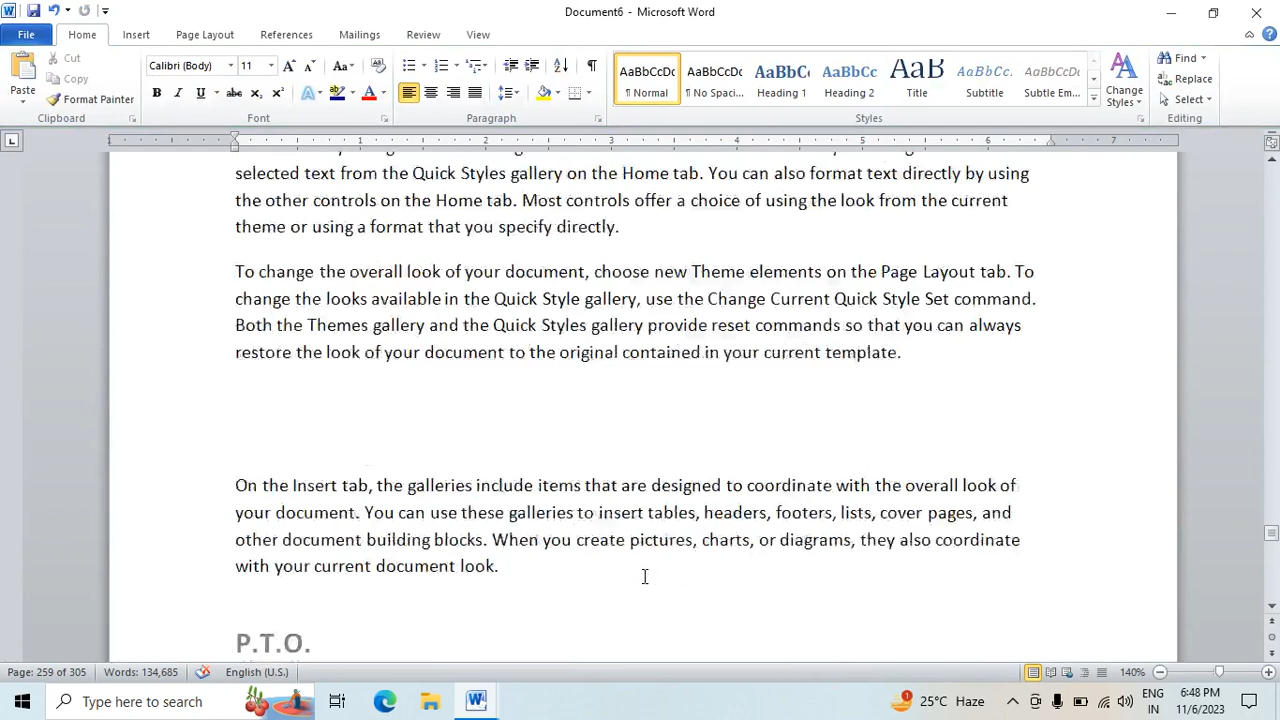 Document6 - Microsoft Word
File Home Insert Page Layout References Mailings Review View
Paste
Cut
Copy
Format Painter
Clipboard
Calibri (Body) 11
Font
Paragraph
AaBbCcDc AaBbCcDc AaBbC AaBbCc AaB AaBbCc. AaBbCcDc
¶ Normal ¶ No Spaci... Heading 1 Heading 2 Title Subtitle Subtle Em...
Change Styles
Styles
Find
Replace
Select
Editing
1 1 2 3 4 5 6 7
selected text from the Quick Styles gallery on the Home tab. You can also format text directly by using
the other controls on the Home tab. Most controls offer a choice of using the look from the current
theme or using a format that you specify directly.
To change the overall look of your document, choose new Theme elements on the Page Layout tab. To
change the looks available in the Quick Style gallery, use the Change Current Quick Style Set command.
Both the Themes gallery and the Quick Styles gallery provide reset commands so that you can always
restore the look of your document to the original contained in your current template.
On the Insert tab, the galleries include items that are designed to coordinate with the overall look of
your document. You can use these galleries to insert tables, headers, footers, lists, cover pages, and
other document building blocks. When you create pictures, charts, or diagrams, they also coordinate
with your current document look.
P.T.O.
Page: 259 of 305 Words: 134,685 English (U.S.) 140%
Type here to search
1 25°C Haze
ENG IN
6:48 PM
11/6/2023